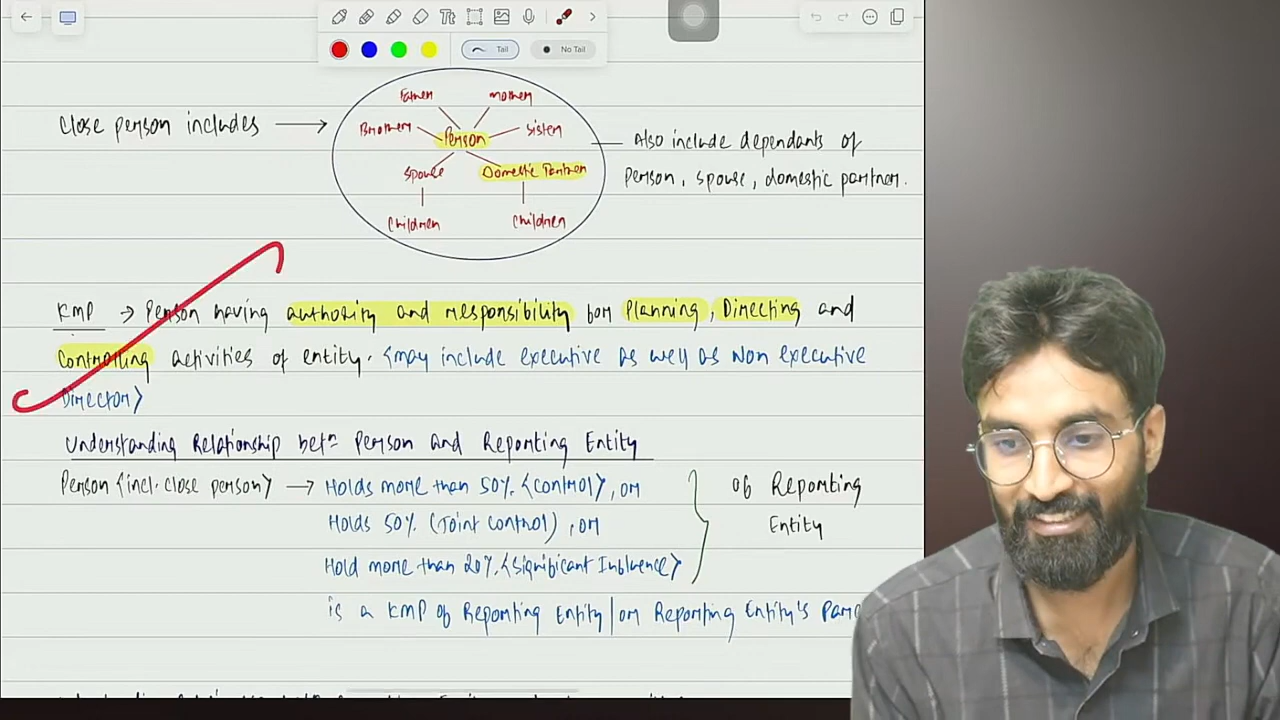 Tail
No Tail
Close person includes →
Father
mother
Brother
Person
Sister
Spouse
Domestic Partner
Children
Children
Also include dependants of
Person, Spouse, domestic partner.
KMP → Person having authority and responsibility for Planning, Directing and
Controlling activities of entity. {may include executive as well as Non executive
Director}
Understanding Relationship betn Person and Reporting Entity
Person {incl. close person} → Holds more than 50%. {Control}, or
Holds 50% (Joint Control), or
Hold more than 20%. {Significant Influence}
of Reporting
Entity
is a KMP of Reporting Entity/or Reporting Entity's